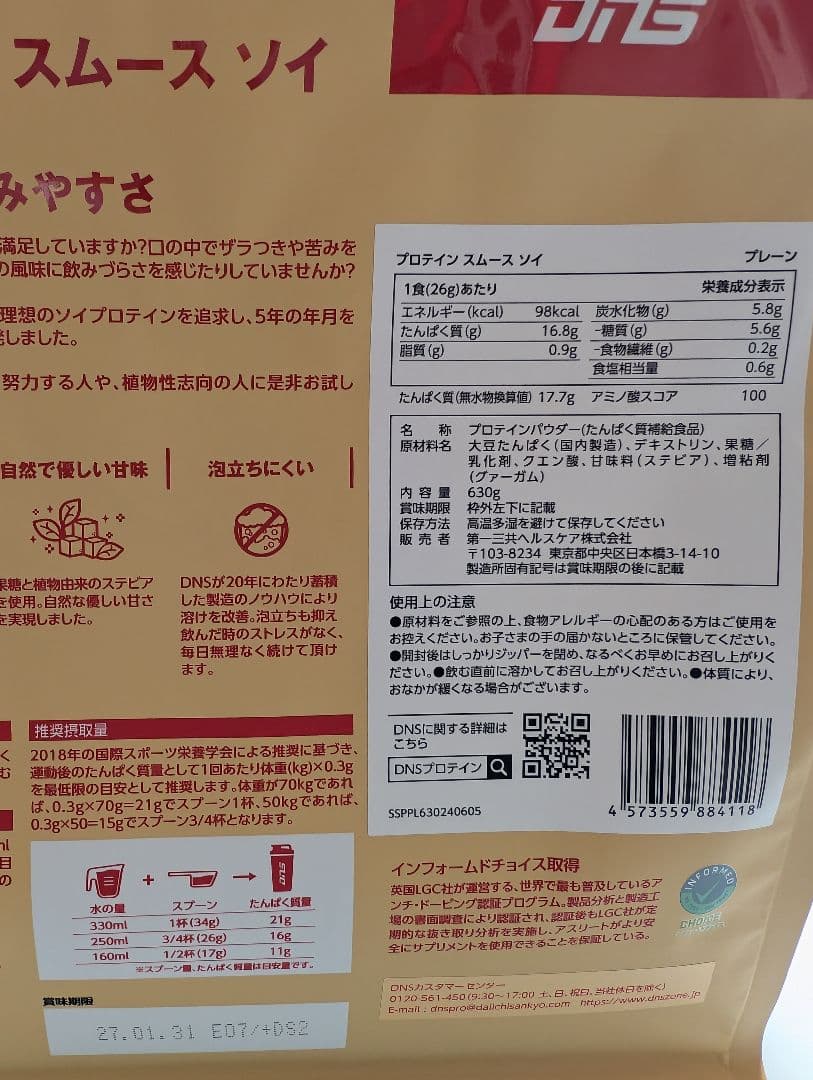 DNS
スムース ソイ
みやすさ
満足していますか?口の中でザラつきや苦みを
の風味に飲みづらさを感じたりしていませんか?
理想のソイプロテインを追求し、5年の年月を
しました。
努力する人や、植物性志向の人に是非お試し
自然で優しい甘味
泡立ちにくい
果糖と植物由来のステビア
を使用。自然な優しい甘さ
を実現しました。
DNSが20年にわたり蓄積
した製造のノウハウにより
溶けを改善。泡立ちも抑え
飲んだ時のストレスがなく、
毎日無理なく続けて頂け
ます。
プロテイン スムース ソイ プレーン
1食(26g)あたり 栄養成分表示
エネルギー(kcal) 98kcal 炭水化物(g) 5.8g
たんぱく質(g) 16.8g -糖質(g) 5.6g
脂質(g) 0.9g -食物繊維(g) 0.2g
食塩相当量 0.6g
たんぱく質(無水物換算値) 17.7g アミノ酸スコア 100
名 称 プロテインパウダー(たんぱく質補給食品)
原材料名 大豆たんぱく(国内製造)、デキストリン、果糖/
乳化剤、クエン酸、甘味料(ステビア)、増粘剤
(グァーガム)
内容量 630g
賞味期限 枠外左下に記載
保存方法 高温多湿を避けて保存してください
販売者 第一三共ヘルスケア株式会社
〒103-8234 東京都中央区日本橋3-14-10
製造所固有記号は賞味期限の後に記載
使用上の注意
●原材料をご参照の上、食物アレルギーの心配のある方はご使用を
お控えください。お子さまの手の届かないところに保管してください。
●開封後はしっかりジッパーを閉め、なるべくお早めにお召し上がりく
ださい。●飲む直前に溶かしてお召し上がりください。●体質により、
おなかが緩くなる場合がございます。
DNSに関する詳細は
こちら
DNSプロテイン
SSPPL630240605
4 573559 884118
推奨摂取量
2018年の国際スポーツ栄養学会による推奨に基づき、
運動後のたんぱく質量として1回あたり体重(kg)×0.3g
を最低限の目安として推奨します。体重が70kgであれ
ば、0.3g×70g=21gでスプーン1杯、50kgであれば、
0.3g×50=15gでスプーン3/4杯となります。
く
む
ml
目
の
+ → DNS
水の量 スプーン たんぱく質量
330ml 1杯(34g) 21g
250ml 3/4杯(26g) 16g
160ml 1/2杯(17g) 11g
※スプーン量、たんぱく質量は目安量です。
賞味期限
27.01.31 E07/+DS2
インフォームドチョイス取得
英国LGC社が運営する、世界で最も普及しているア
ンチ・ドーピング認証プログラム。製品分析と製造工
場の書面調査により認証され、認証後もLGC社が定
期的な抜き取り分析を実施し、アスリートがより安
全にサプリメントを使用できることを保証している。
INFORMED
CHOICE
DNSカスタマーセンター
0120-561-450(9:30〜17:00 土、日、祝日、当社休日を除く)
E-mail : dnspro@daiichisankyo.com https://www.dnszone.jp